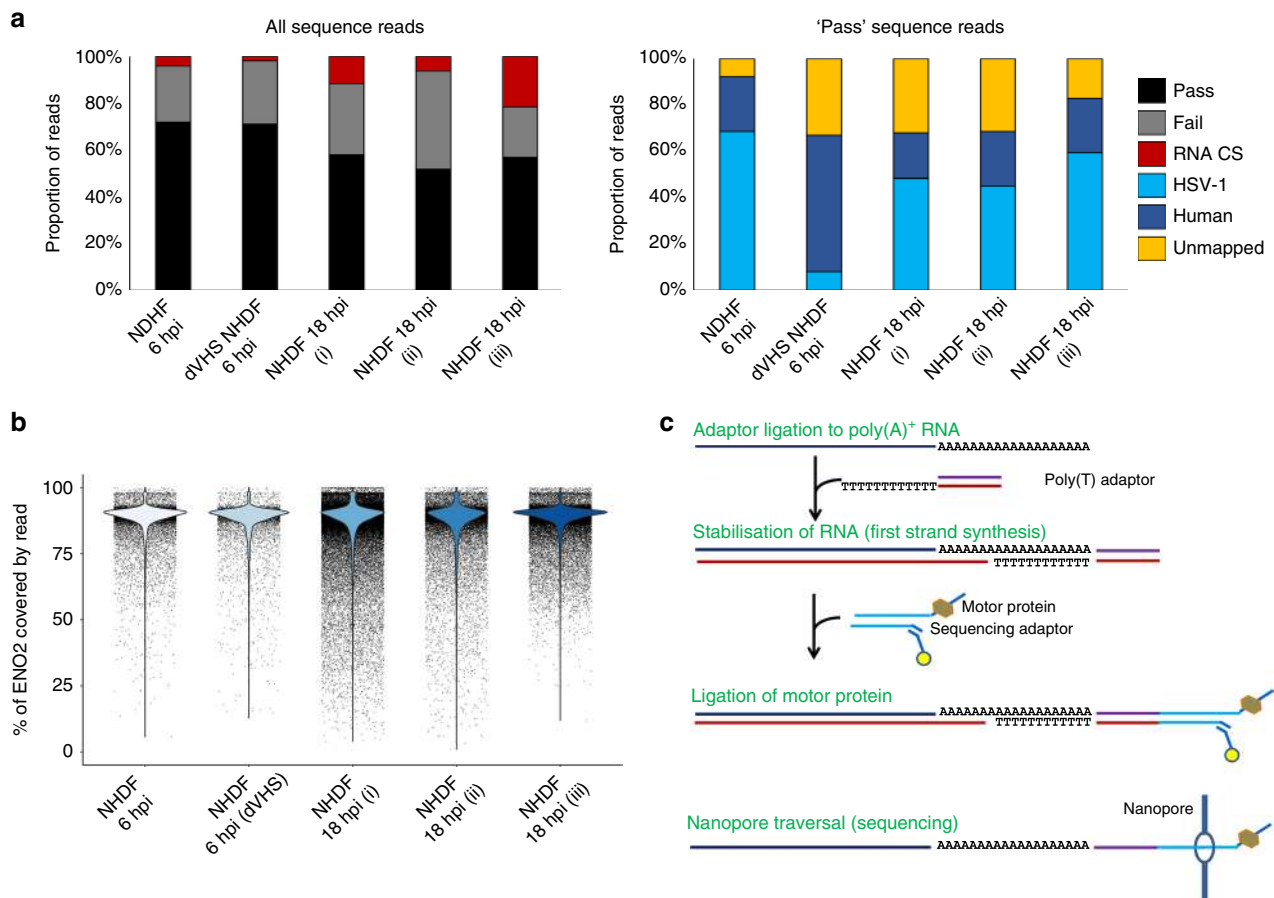 a
All sequence reads
Proportion of reads
100%
80%
60%
40%
20%
0%
NDHF
6 hpi
dVHS NHDF
6 hpi
NHDF 18 hpi
(i)
NHDF 18 hpi
(ii)
NHDF 18 hpi
(iii)
'Pass' sequence reads
Proportion of reads
100%
80%
60%
40%
20%
0%
NDHF
6 hpi
dVHS NHDF
6 hpi
NHDF 18 hpi
(i)
NHDF 18 hpi
(ii)
NHDF 18 hpi
(iii)
Pass
Fail
RNA CS
HSV-1
Human
Unmapped
b
% of ENO2 covered by read
100
75
50
25
0
NHDF
6 hpi
NHDF
6 hpi (dVHS)
NHDF
18 hpi (i)
NHDF
18 hpi (ii)
NHDF
18 hpi (iii)
c
Adaptor ligation to poly(A)+ RNA
AAAAAAAAAAAAAAAAAAA
TTTTTTTTTTTT
Poly(T) adaptor
Stabilisation of RNA (first strand synthesis)
AAAAAAAAAAAAAAAAAAA
TTTTTTTTTTTT
Motor protein
Sequencing adaptor
Ligation of motor protein
AAAAAAAAAAAAAAAAAAA
TTTTTTTTTTTT
Nanopore
Nanopore traversal (sequencing)
AAAAAAAAAAAAAAAAAAA